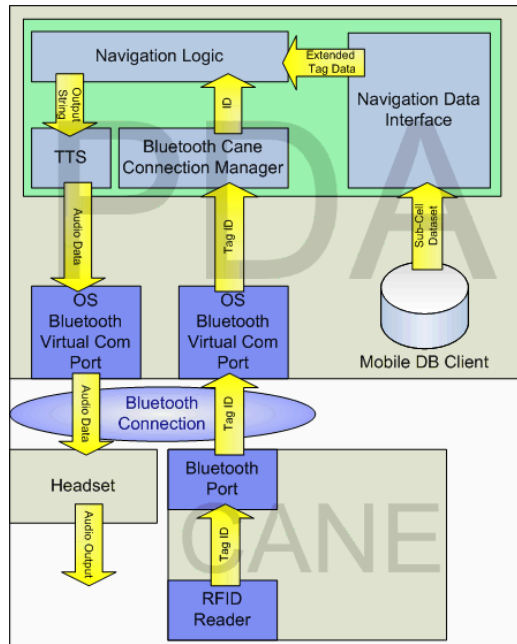 Navigation Logic
Extended
Tag Data
Navigation Data
Interface
Output
String
ID
TTS
Bluetooth Cane
Connection Manager
PDA
Audio Data
Tag ID
Sub-Cell
Dataset
OS
Bluetooth
Virtual Com
Port
OS
Bluetooth
Virtual Com
Port
Mobile DB Client
Audio Data
Bluetooth
Connection
Tag ID
Headset
Bluetooth
Port
Audio Output
CANE
Tag ID
RFID
Reader